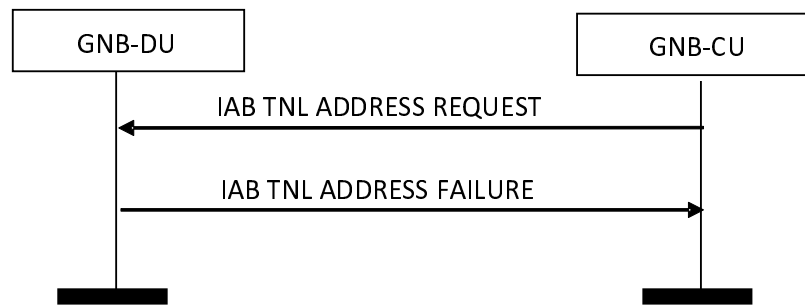 GNB-DU
GNB-CU
IAB TNL ADDRESS REQUEST
IAB TNL ADDRESS FAILURE